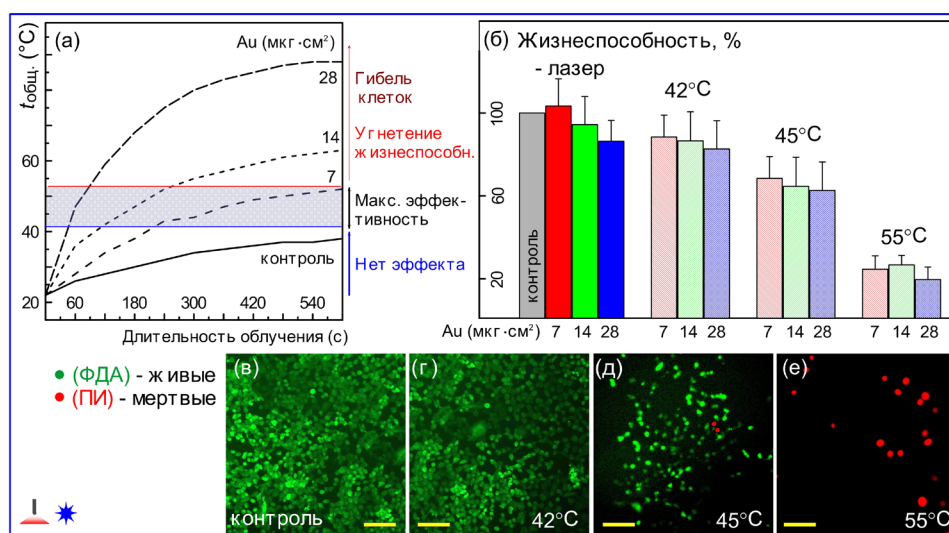 (а)
t общ. (°C)
Au (мкг·см²)
28
14
7
контроль
80
60
40
20
60
180
300
420
540
Длительность облучения (с)
Гибель
клеток
Угнетение
жизнеспособн.
Макс. эффек-
тивность
Нет эффекта
(б) Жизнеспособность, %
- лазер
42°C
45°C
55°C
100
60
20
контроль
Au (мкг·см²) 7 14 28 7 14 28 7 14 28 7 14 28
(ФДА) - живые
(ПИ) - мертвые
(в)
контроль
(г)
42°C
(д)
45°C
(е)
55°C